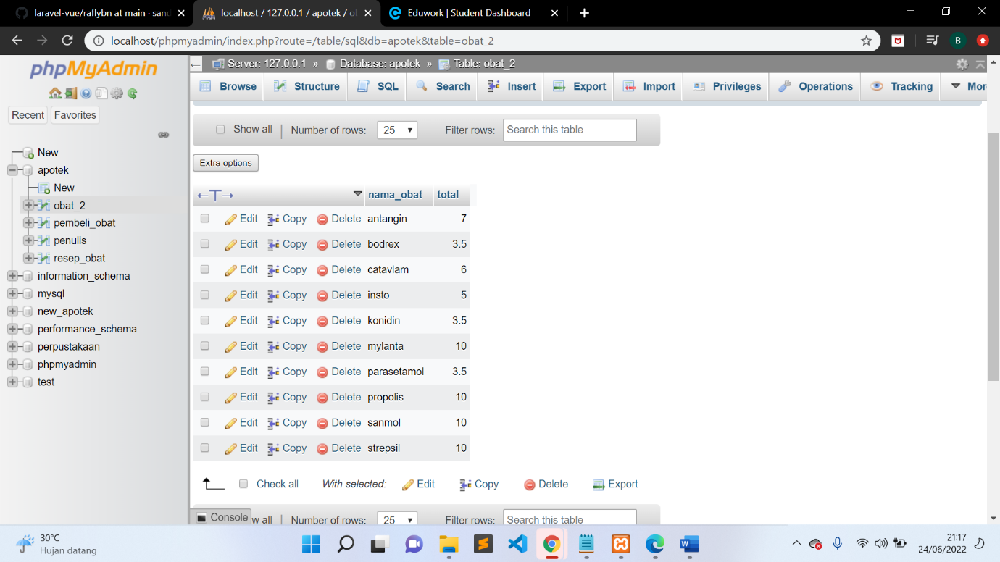 laravel-vue/raflybn at main · sand
localhost / 127.0.0.1 / apotek / ob
Eduwork | Student Dashboard
localhost/phpmyadmin/index.php?route=/table/sql&db=apotek&table=obat_2
B
phpMyAdmin
Recent
Favorites
New
apotek
New
obat_2
pembeli_obat
penulis
resep_obat
information_schema
mysql
new_apotek
performance_schema
perpustakaan
phpmyadmin
test
Server: 127.0.0.1 » Database: apotek » Table: obat_2
Browse Structure SQL Search Insert Export Import Privileges Operations Tracking Mor
Show all | Number of rows: 25 Filter rows: Search this table
Extra options
←T→ nama_obat total
Edit Copy Delete antangin 7
Edit Copy Delete bodrex 3.5
Edit Copy Delete catavlam 6
Edit Copy Delete insto 5
Edit Copy Delete konidin 3.5
Edit Copy Delete mylanta 10
Edit Copy Delete parasetamol 3.5
Edit Copy Delete propolis 10
Edit Copy Delete sanmol 10
Edit Copy Delete strepsil 10
Check all With selected: Edit Copy Delete Export
Console
w all | Number of rows: 25 Filter rows: Search this table
30°C
Hujan datang
21:17
24/06/2022